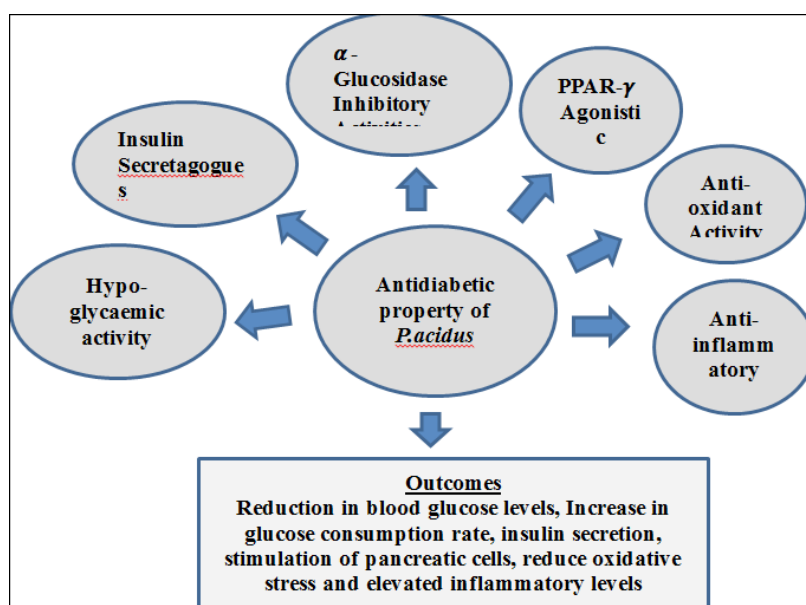 α -
Glucosidase
Inhibitory
PPAR-γ
Agonisti
c
Insulin
Secretagogue
s
Anti-
oxidant
Activity
Hypo-
glycaemic
activity
Antidiabetic
property of
P.acidus
Anti-
inflamm
atory
Outcomes
Reduction in blood glucose levels, Increase in
glucose consumption rate, insulin secretion,
stimulation of pancreatic cells, reduce oxidative
stress and elevated inflammatory levels